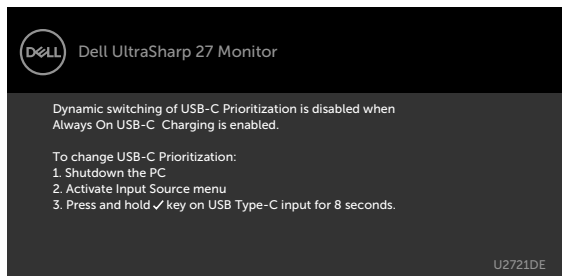 DELL
Dell UltraSharp 27 Monitor
Dynamic switching of USB-C Prioritization is disabled when
Always On USB-C  Charging is enabled.
To change USB-C Prioritization:
1. Shutdown the PC
2. Activate Input Source menu
3. Press and hold ✓ key on USB Type-C input for 8 seconds.
U2721DE